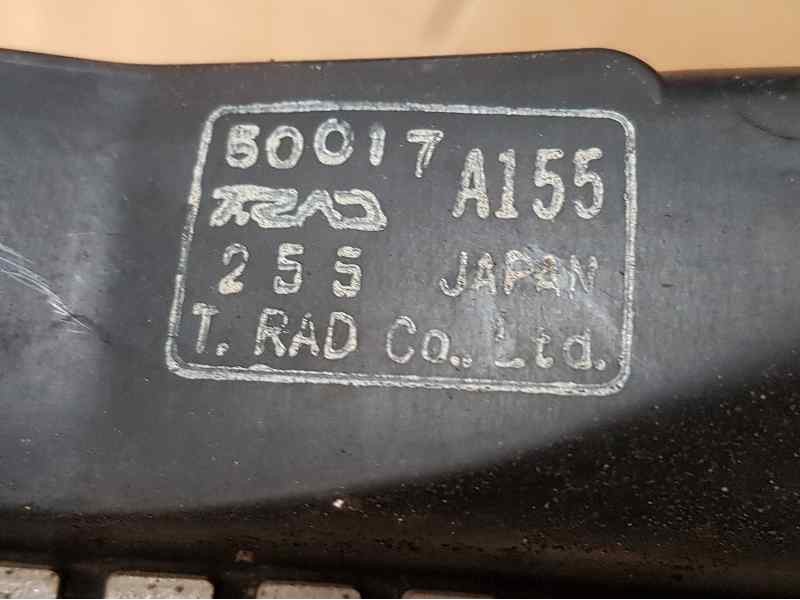 50017
A155
TRAD
255 JAPAN
T. RAD Co., Ltd.